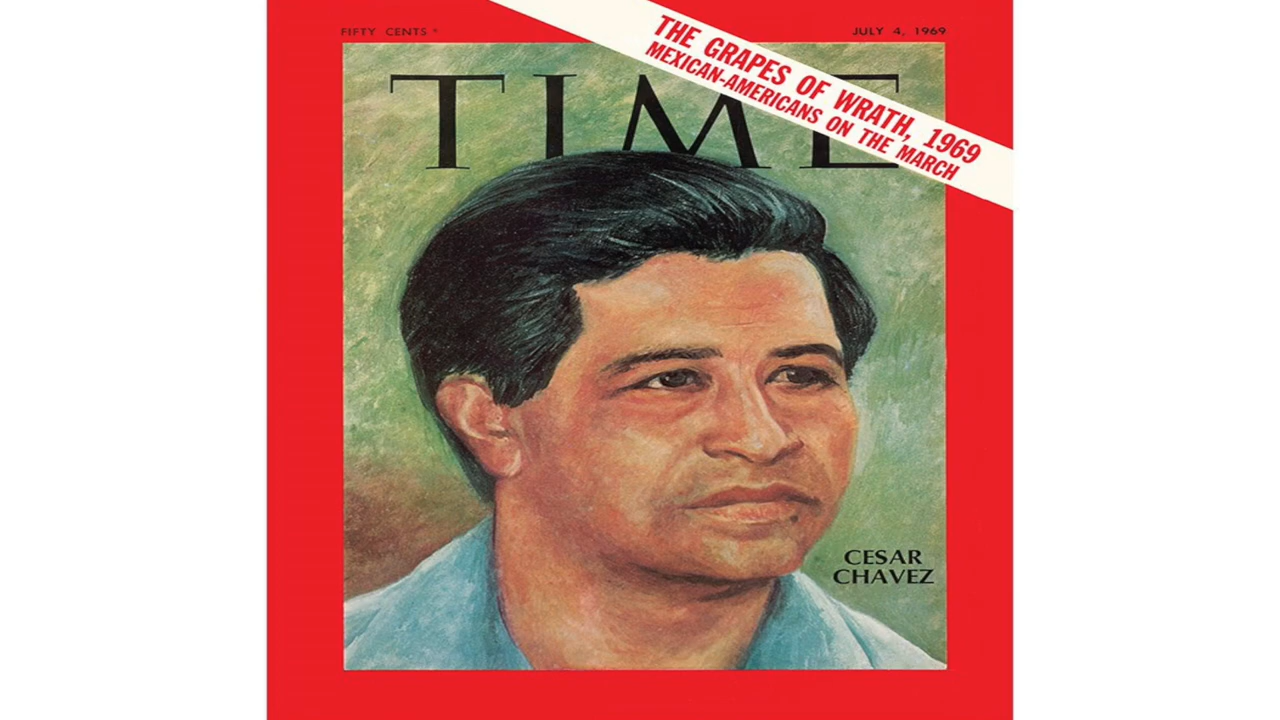 FIFTY CENTS
JULY 4, 1969
THE GRAPES OF WRATH, 1969
MEXICAN-AMERICANS ON THE MARCH
TIME
CESAR
CHAVEZ